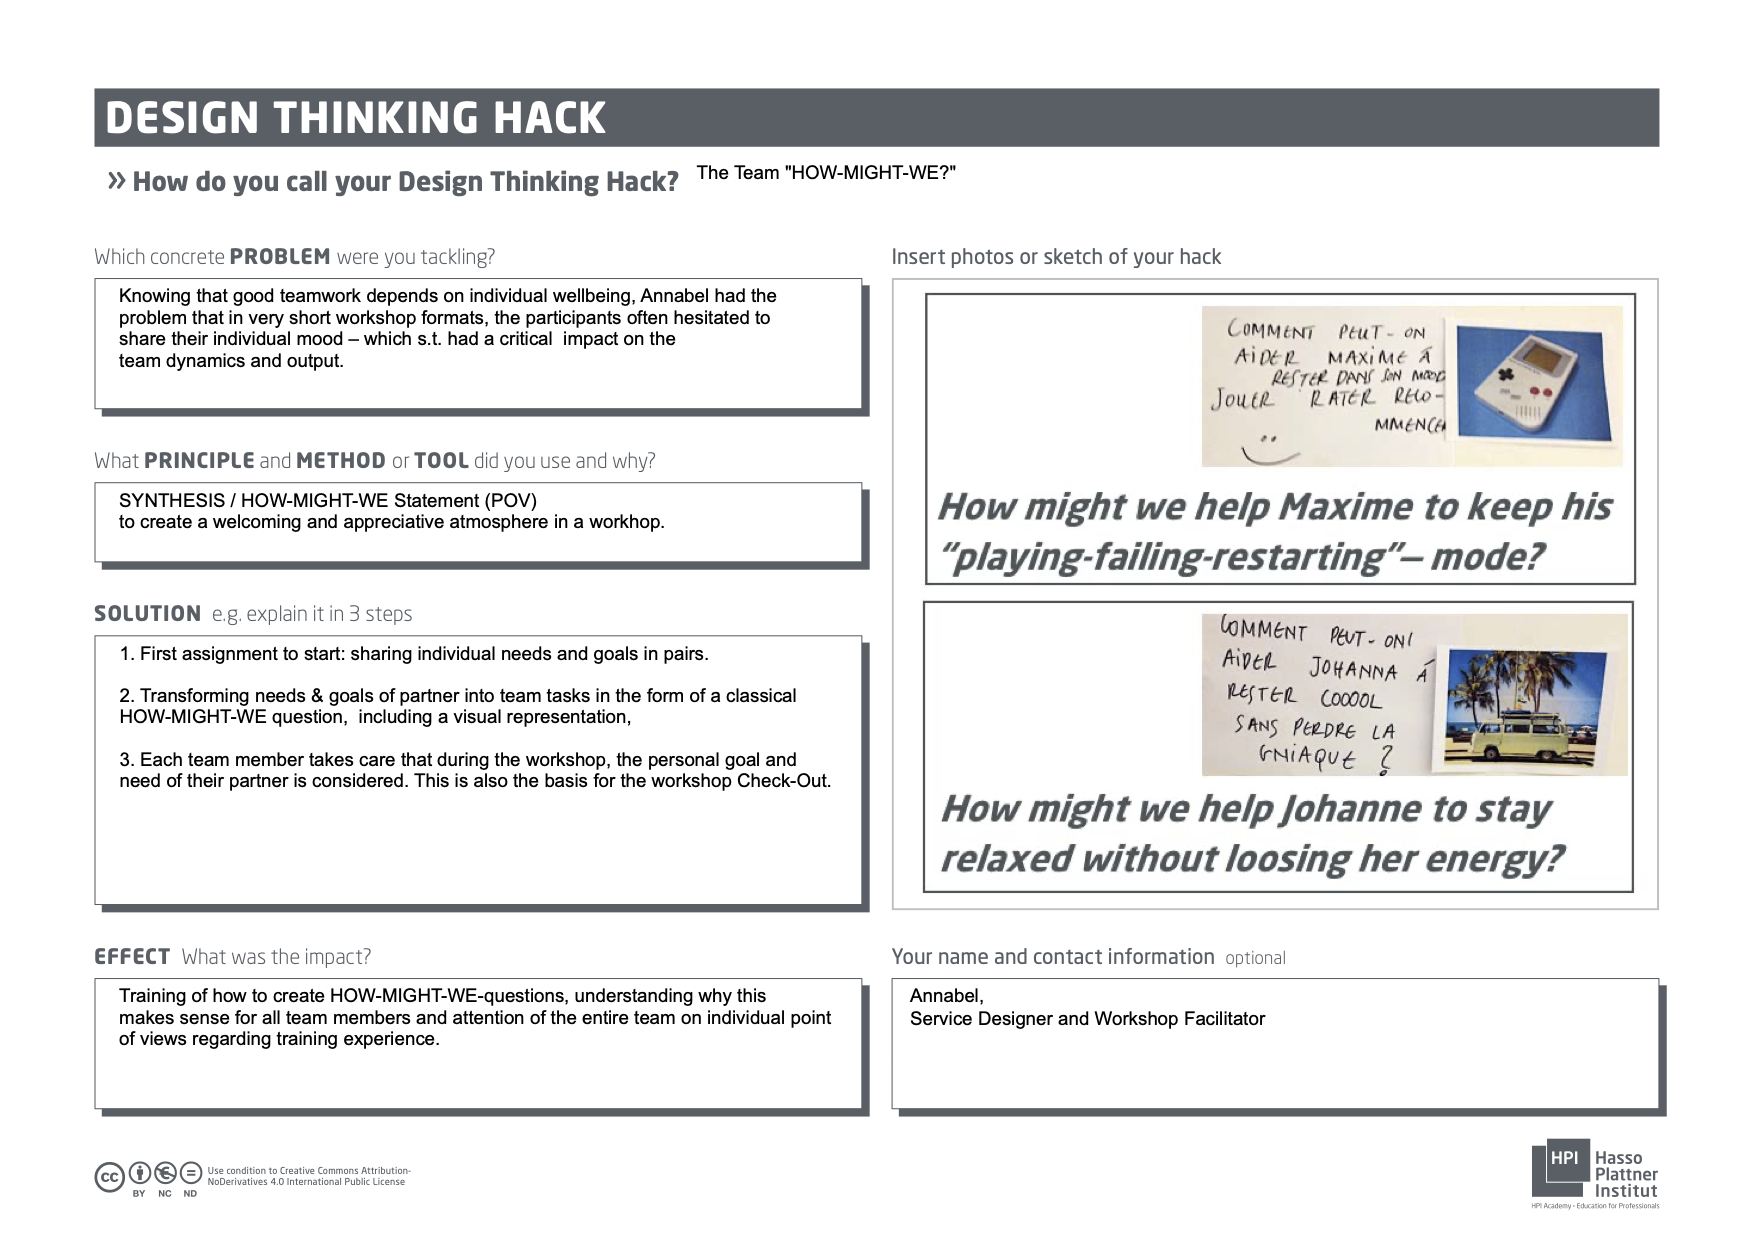 DESIGN THINKING HACK
» How do you call your Design Thinking Hack? The Team "HOW-MIGHT-WE?"
Which concrete PROBLEM were you tackling?
Knowing that good teamwork depends on individual wellbeing, Annabel had the
problem that in very short workshop formats, the participants often hesitated to
share their individual mood – which s.t. had a critical  impact on the
team dynamics and output.
What PRINCIPLE and METHOD or TOOL did you use and why?
SYNTHESIS / HOW-MIGHT-WE Statement (POV)
to create a welcoming and appreciative atmosphere in a workhop.
SOLUTION e.g. explain it in 3 steps
1. First assignment to start: sharing individual needs and goals in pairs.
2. Transforming needs & goals of partner into team tasks in the form of a classical
HOW-MIGHT-WE question,  including a visual representation,
3. Each team member takes care that during the workshop, the personal goal and
need of their partner is considered. This is also the basis for the workshop Check-Out.
EFFECT What was the impact?
Training of how to create HOW-MIGHT-WE-questions, understanding why this
makes sense for all team members and attention of the entire team on individual point
of views regarding training experience.
Insert photos or sketch of your hack
COMMENT PEUT-ON
AIDER MAXIME Á
RESTER DANS SON MOOD
JOUER RATER RECO-
MMENCER
How might we help Maxime to keep his
“playing-failing-restarting”– mode?
COMMENT PEUT-ON
AIDER JOHANNA Á
RESTER COOOOL
SANS PERDRE LA
GNIAQUE ?
How might we help Johanne to stay
relaxed without loosing her energy?
Your name and contact information optional
Annabel,
Service Designer and Workshop Facilitator
cc
BY NC ND
Use condition to Creative Commons Attribution-
NoDerivatives 4.0 International Public License
HPI Hasso
Plattner
Institut
HPI Academy - Education for Professionals